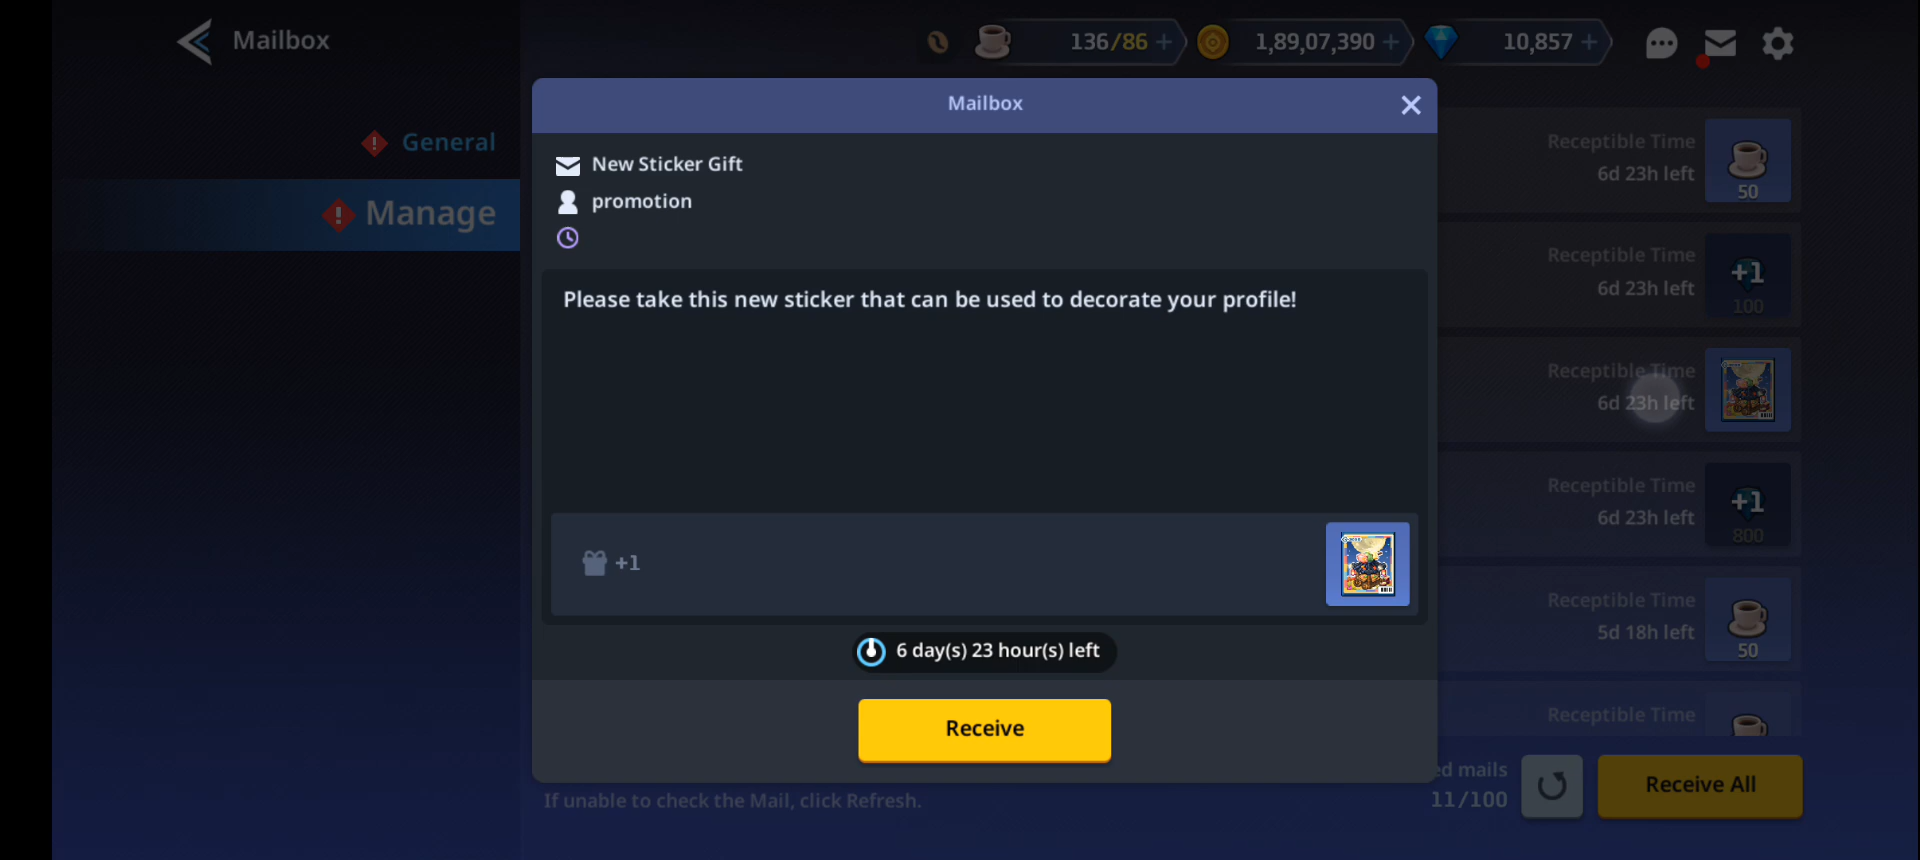 Mailbox
136/86
1,89,07,390
10,857
General
Manage
Mailbox
New Sticker Gift
promotion
Please take this new sticker that can be used to decorate your profile!
+1
6 day(s) 23 hour(s) left
Receive
Receptible Time
6d 23h left
50
Receptible Time
6d 23h left
+1
100
Receptible Time
6d 23h left
Receptible Time
6d 23h left
+1
800
Receptible Time
5d 18h left
50
Receptible Time
If unable to check the Mail, click Refresh.
ed mails
11/100
Receive All